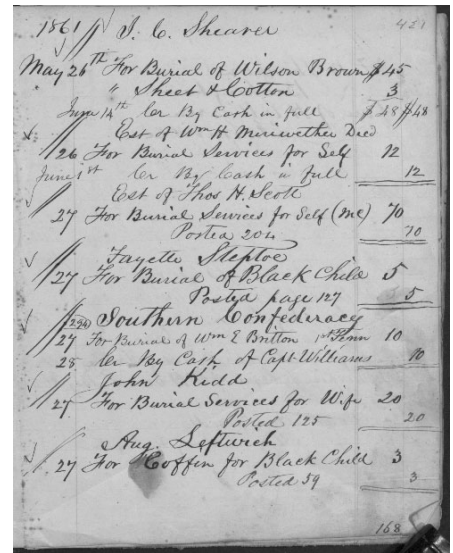 1861 J. C. Shearer 421
May 26th For Burial of Wilson Brown $45
" Sheet & Cotton 3
June 14th Cr By Cash in full $48 $48
Est of Wm H. Meriwether Died
26 For Burial Services for Self 12
June 1st Cr By Cash in full 12
Est of Thos H. Scott
27 For Burial Services for Self (Me) 70
Posted 204 70
Fayette Steptoe
27 For Burial of Black Child 5
Posted page 127 5
294 Southern Confederacy
27 For Burial of Wm E Britton 1st Tenn 10
28 Cr By Cash of Capt Williams 10
John Kidd
27 For Burial Services for Wife 20
Posted 125 20
Aug. Leftwich
27 For Coffin for Black Child 3
Posted 59 3
168